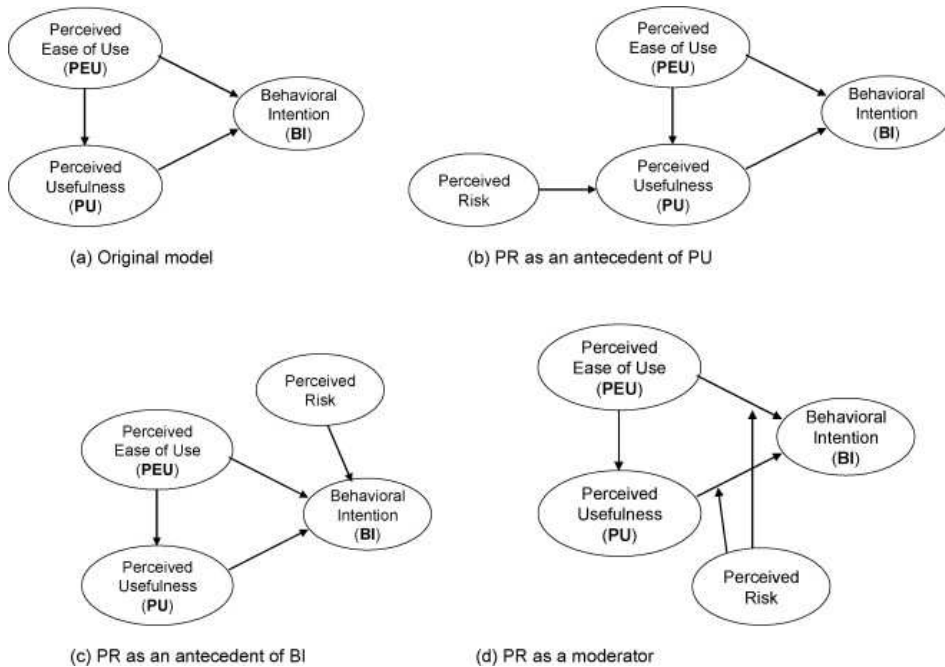 Perceived
Ease of Use
(PEU)
Behavioral
Intention
(BI)
Perceived
Usefulness
(PU)
(a) Original model
Perceived
Ease of Use
(PEU)
Behavioral
Intention
(BI)
Perceived
Risk
Perceived
Usefulness
(PU)
(b) PR as an antecedent of PU
Perceived
Risk
Perceived
Ease of Use
(PEU)
Behavioral
Intention
(BI)
Perceived
Usefulness
(PU)
(c) PR as an antecedent of BI
Perceived
Ease of Use
(PEU)
Behavioral
Intention
(BI)
Perceived
Usefulness
(PU)
Perceived
Risk
(d) PR as a moderator